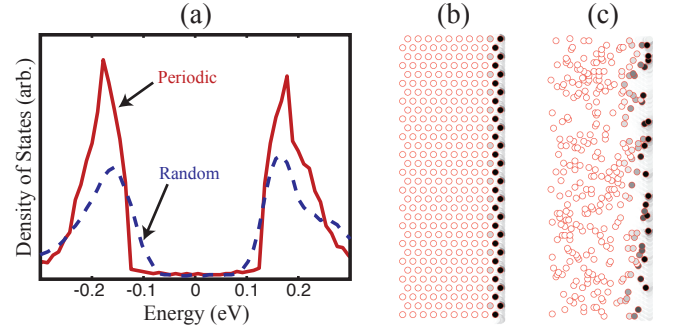 (a)
(b)
(c)
Density of States (arb.)
Periodic
Random
-0.2
-0.1
0
0.1
0.2
Energy (eV)